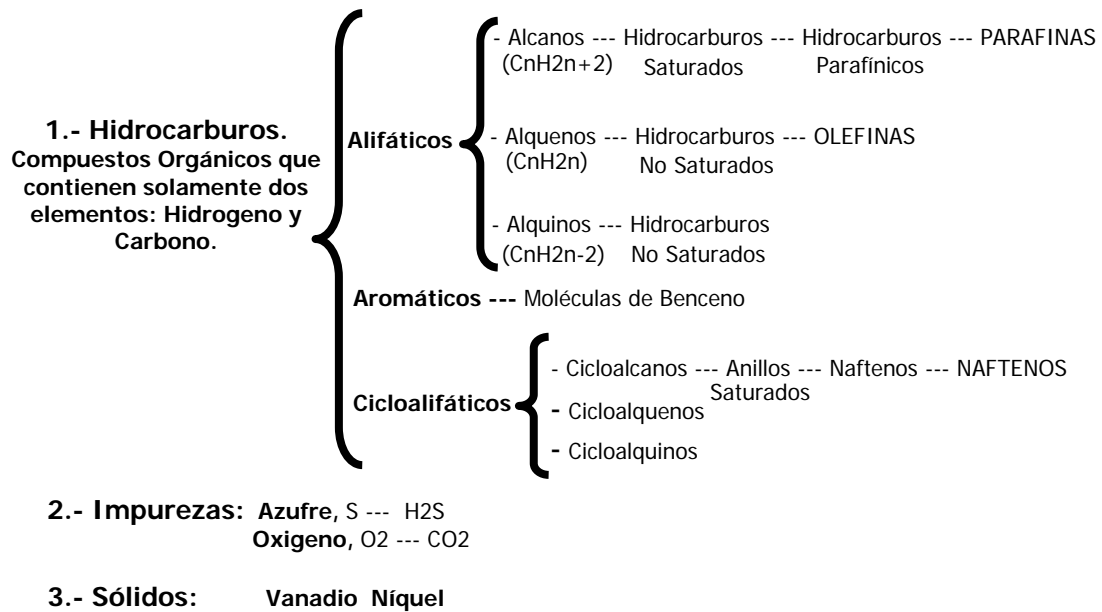 - Alcanos --- Hidrocarburos --- Hidrocarburos --- PARAFINAS
(CnH2n+2) Saturados Parafínicos
1.- Hidrocarburos.
Compuestos Orgánicos que
contienen solamente dos
elementos: Hidrogeno y
Carbono.
Alifáticos
- Alquenos --- Hidrocarburos --- OLEFINAS
(CnH2n) No Saturados
- Alquinos --- Hidrocarburos
(CnH2n-2) No Saturados
Aromáticos --- Moléculas de Benceno
Cicloalifáticos
- Cicloalcanos --- Anillos --- Naftenos --- NAFTENOS
Saturados
- Cicloalquenos
- Cicloalquinos
2.- Impurezas: Azufre, S --- H2S
Oxigeno, O2 --- CO2
3.- Sólidos: Vanadio Níquel